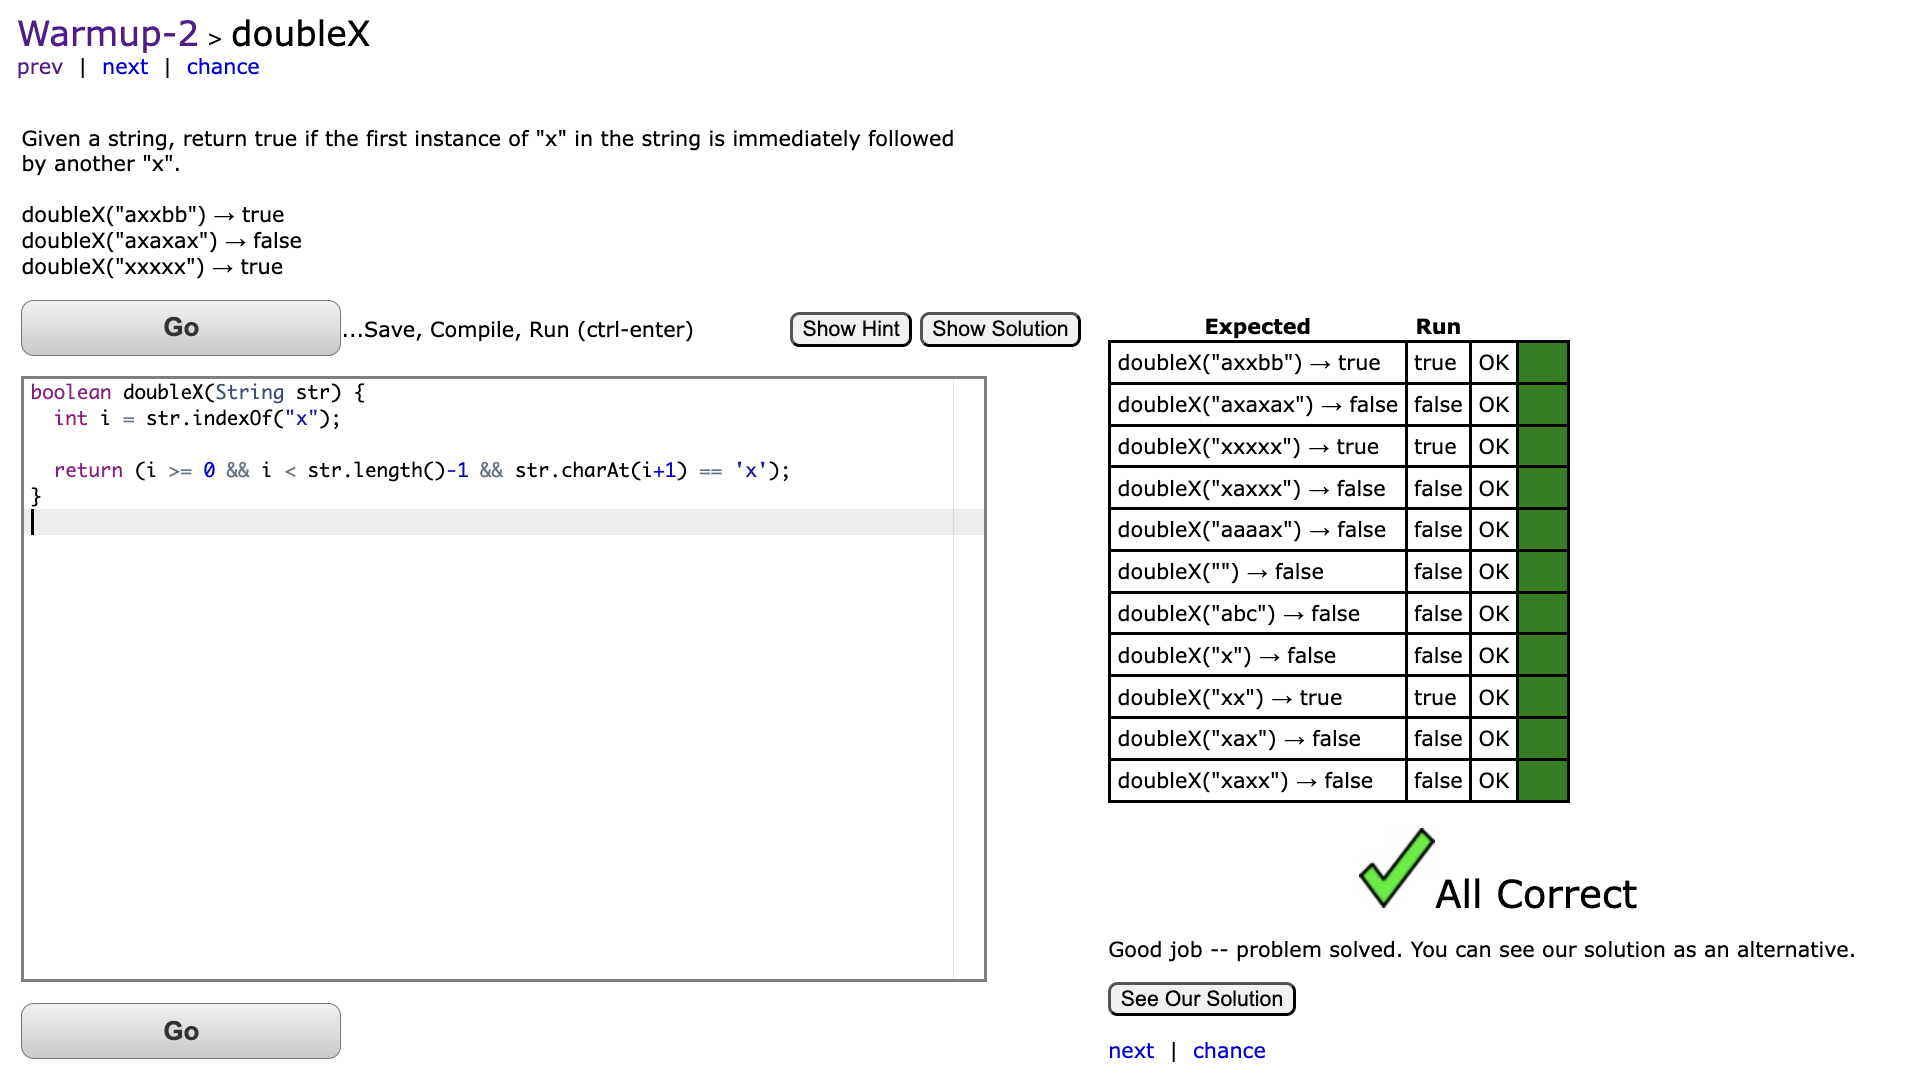 Warmup-2 > doubleX
prev | next | chance
Given a string, return true if the first instance of "x" in the string is immediately followed
by another "x".
doubleX("axxbb") → true
doubleX("axaxax") → false
doubleX("xxxxx") → true
Go
...Save, Compile, Run (ctrl-enter)
Show Hint
Show Solution
boolean doubleX(String str) {
  int i = str.indexOf("x");

  return (i >= 0 && i < str.length()-1 && str.charAt(i+1) == 'x');
}
Go
Expected Run
doubleX("axxbb") → true true OK
doubleX("axaxax") → false false OK
doubleX("xxxxx") → true true OK
doubleX("xaxxx") → false false OK
doubleX("aaaax") → false false OK
doubleX("") → false false OK
doubleX("abc") → false false OK
doubleX("x") → false false OK
doubleX("xx") → true true OK
doubleX("xax") → false false OK
doubleX("xaxx") → false false OK
All Correct
Good job -- problem solved. You can see our solution as an alternative.
See Our Solution
next | chance